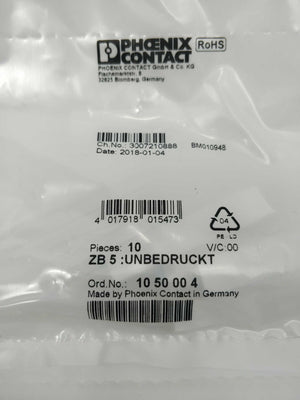 PHOENIX
CONTACT
RoHS
PHOENIX CONTACT GmbH & Co. KG
Flachsmarktstr. 8
32825 Blomberg, Germany
Ch.No.: 3007210888
BM010948
Date: 2018-01-04
4 017918 015473
04
PE-LD
Pieces: 10
V/C:00
ZB 5 :UNBEDRUCKT
Ord.No.: 10 50 00 4
Made by Phoenix Contact in Germany